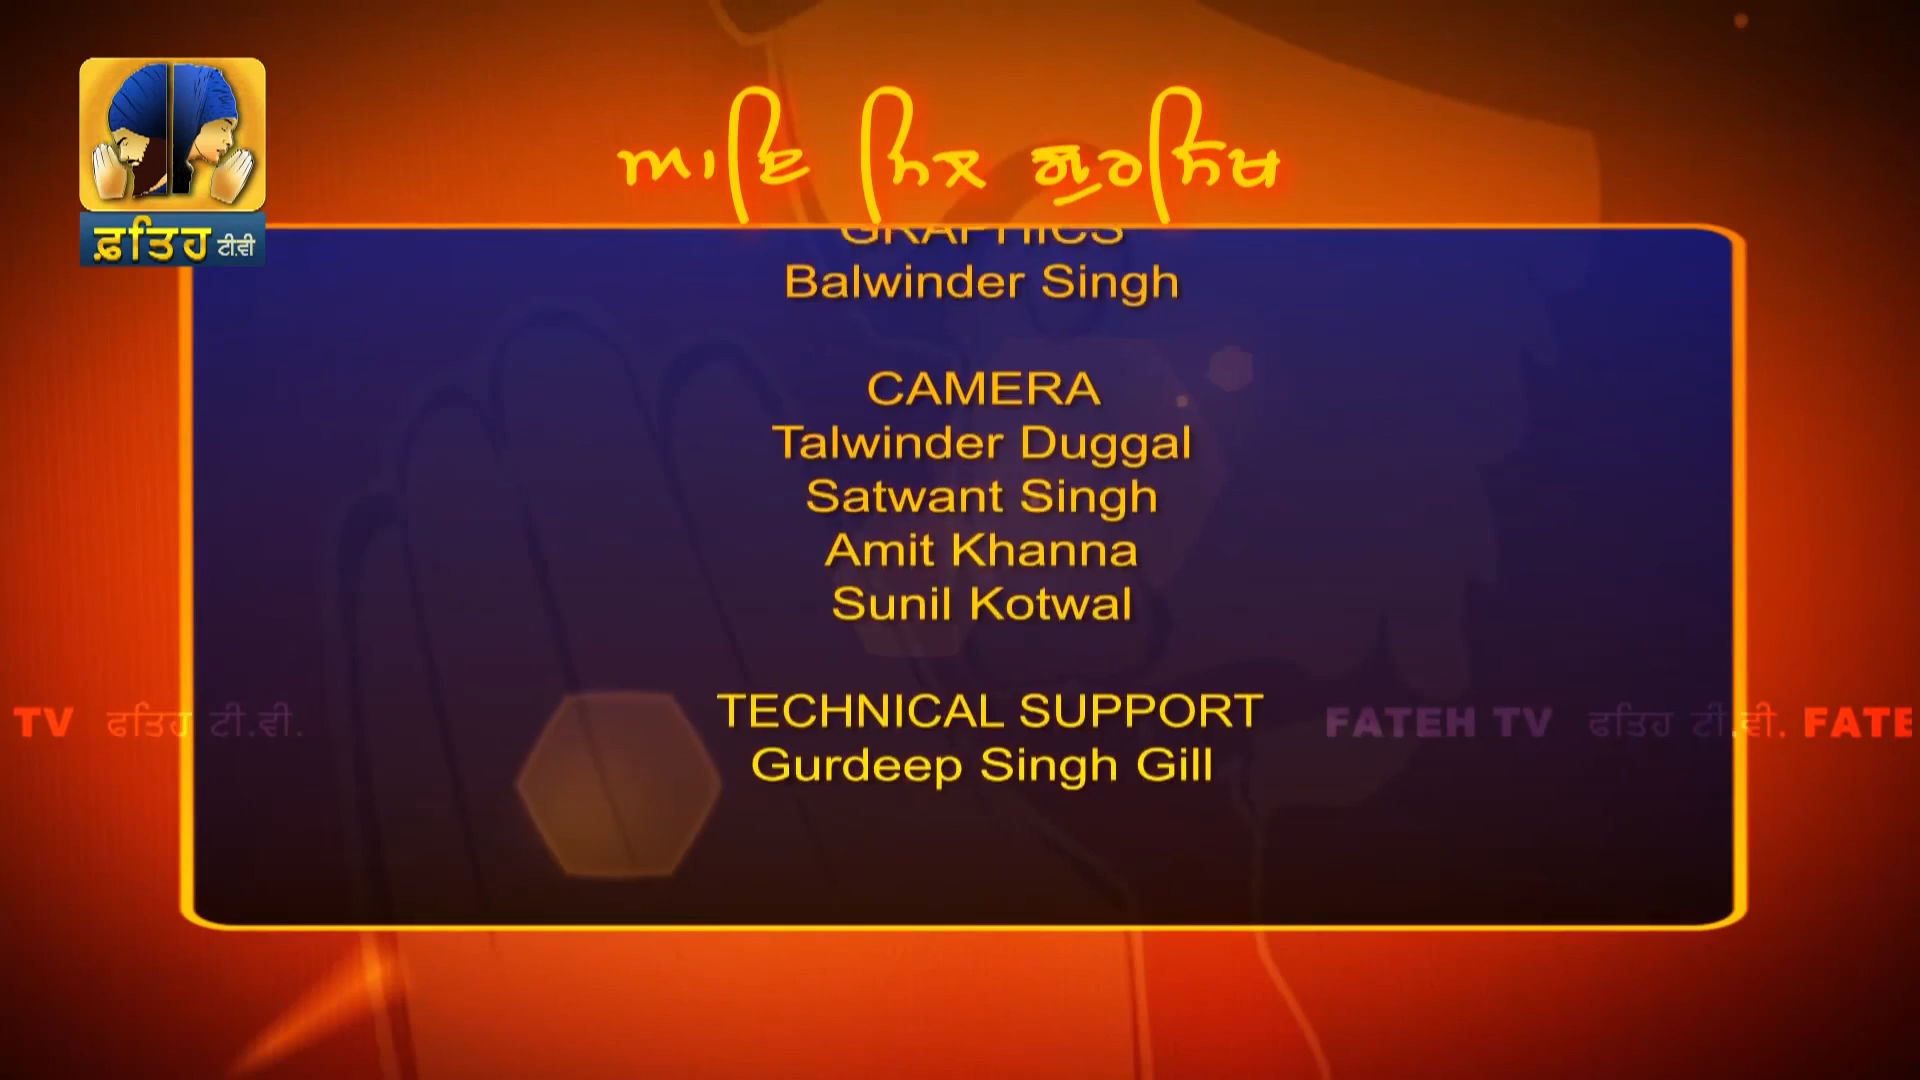 ਆਇ ਮਿਲ ਗੁਰਸਿਖ
ਫ਼ਤਿਹ ਟੀ.ਵੀ
GRAPHICS
Balwinder Singh
CAMERA
Talwinder Duggal
Satwant Singh
Amit Khanna
Sunil Kotwal
TECHNICAL SUPPORT
Gurdeep Singh Gill
TV ਫਤਿਹ ਟੀ.ਵੀ. FATEH TV ਫਤਿਹ ਟੀ.ਵੀ. FATE